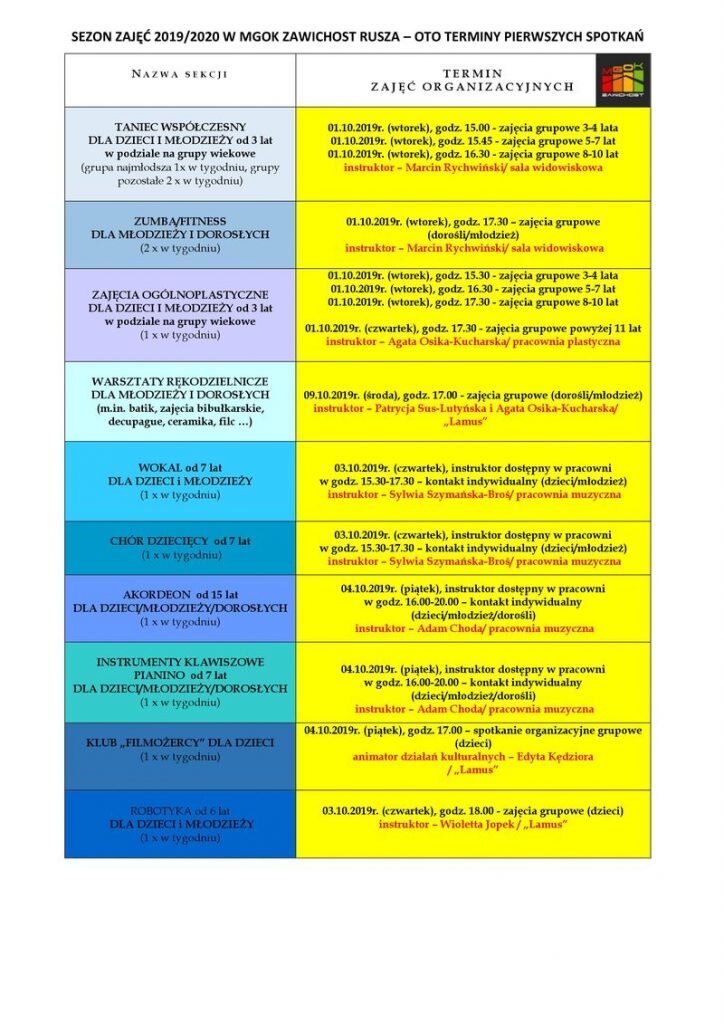 SEZON ZAJĘĆ 2019/2020 W MGOK ZAWICHOST RUSZA – OTO TERMINY PIERWSZYCH SPOTKAŃ
NAZWA SEKCJI
TERMIN
ZAJĘĆ ORGANIZACYJNYCH
MGOK
ZAWICHOST
TANIEC WSPÓŁCZESNY
DLA DZIECI I MŁODZIEŻY od 3 lat
w podziale na grupy wiekowe
(grupa najmłodsza 1x w tygodniu, grupy
pozostałe 2 x w tygodniu)
01.10.2019r. (wtorek), godz. 15.00 - zajęcia grupowe 3-4 lata
01.10.2019r. (wtorek), godz. 15.45 - zajęcia grupowe 5-7 lat
01.10.2019r. (wtorek), godz. 16.30 - zajęcia grupowe 8-10 lat
instruktor – Marcin Rychwiński/ sala widowiskowa
ZUMBA/FITNESS
DLA MŁODZIEŻY I DOROSŁYCH
(2 x w tygodniu)
01.10.2019r. (wtorek), godz. 17.30 – zajęcia grupowe
(dorośli/młodzież)
instruktor – Marcin Rychwiński/ sala widowiskowa
ZAJĘCIA OGÓLNOPLASTYCZNE
DLA DZIECI I MŁODZIEŻY od 3 lat
w podziale na grupy wiekowe
(1 x w tygodniu)
01.10.2019r. (wtorek), godz. 15.30 - zajęcia grupowe 3-4 lata
01.10.2019r. (wtorek), godz. 16.30 - zajęcia grupowe 5-7 lat
01.10.2019r. (wtorek), godz. 17.30 - zajęcia grupowe 8-10 lat
01.10.2019r. (czwartek), godz. 17.30 - zajęcia grupowe powyżej 11 lat
instruktor – Agata Osika-Kucharska/ pracownia plastyczna
WARSZTATY RĘKODZIELNICZE
DLA MŁODZIEŻY I DOROSŁYCH
(m.in. batik, zajęcia bibułkarskie,
decupague, ceramika, filc …)
09.10.2019r. (środa), godz. 17.00 - zajęcia grupowe (dorośli/młodzież)
instruktor – Patrycja Sus-Lutyńska i Agata Osika-Kucharska/
„Lamus”
WOKAL od 7 lat
DLA DZIECI i MŁODZIEŻY
(1 x w tygodniu)
03.10.2019r. (czwartek), instruktor dostępny w pracowni
w godz. 15.30-17.30 – kontakt indywidualny (dzieci/młodzież)
instruktor – Sylwia Szymańska-Broś/ pracownia muzyczna
CHÓR DZIECIĘCY od 7 lat
(1 x w tygodniu)
03.10.2019r. (czwartek), instruktor dostępny w pracowni
w godz. 15.30-17.30 – kontakt indywidualny (dzieci/młodzież)
instruktor – Sylwia Szymańska-Broś/ pracownia muzyczna
AKORDEON od 15 lat
DLA DZIECI/MŁODZIEŻY/DOROSŁYCH
(1 x w tygodniu)
04.10.2019r. (piątek), instruktor dostępny w pracowni
w godz. 16.00-20.00 – kontakt indywidualny
(dzieci/młodzież/dorośli)
instruktor – Adam Choda/ pracownia muzyczna
INSTRUMENTY KLAWISZOWE
PIANINO od 7 lat
DLA DZIECI/MŁODZIEŻY/DOROSŁYCH
(1 x w tygodniu)
04.10.2019r. (piątek), instruktor dostępny w pracowni
w godz. 16.00-20.00 – kontakt indywidualny
(dzieci/młodzież/dorośli)
instruktor – Adam Choda/ pracownia muzyczna
KLUB „FILMOŻERCY” DLA DZIECI
(1 x w tygodniu)
04.10.2019r. (piątek), godz. 17.00 – spotkanie organizacyjne grupowe
(dzieci)
animator działań kulturalnych – Edyta Kędziora
/ „Lamus”
ROBOTYKA od 6 lat
DLA DZIECI i MŁODZIEŻY
(1 x w tygodniu)
03.10.2019r. (czwartek), godz. 18.00 - zajęcia grupowe (dzieci)
instruktor – Wioletta Jopek / „Lamus”